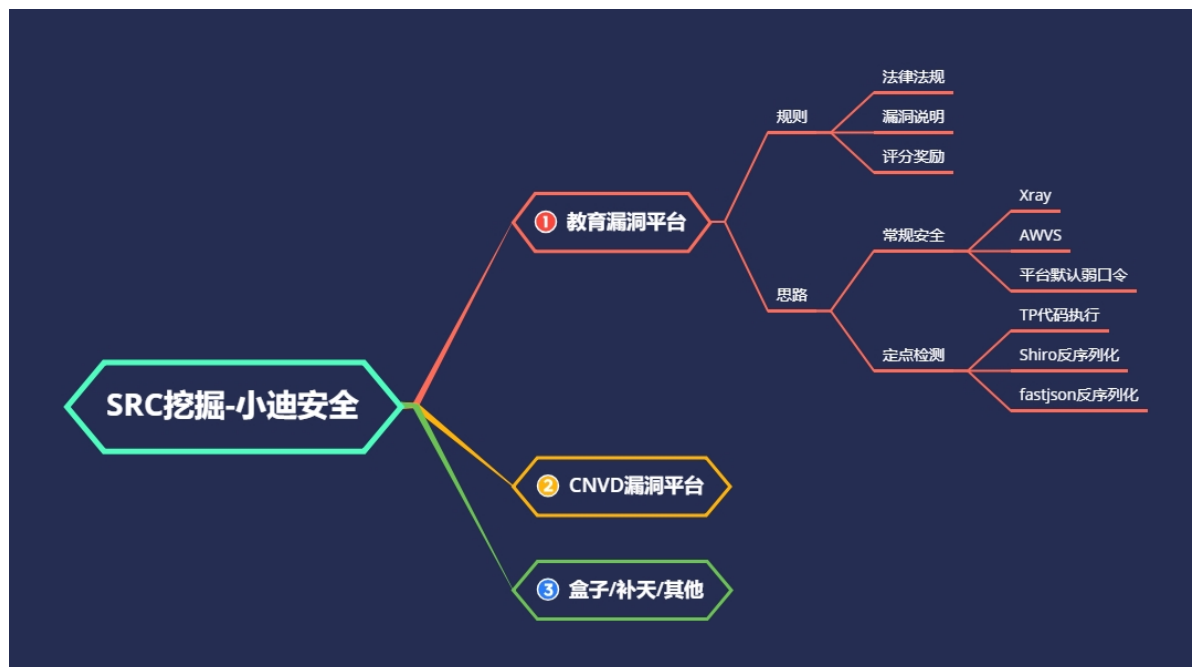 SRC挖掘-小迪安全
1 教育漏洞平台
规则
法律法规
漏洞说明
评分奖励
思路
常规安全
Xray
AWVS
平台默认弱口令
定点检测
TP代码执行
Shiro反序列化
fastjson反序列化
2 CNVD漏洞平台
3 盒子/补天/其他